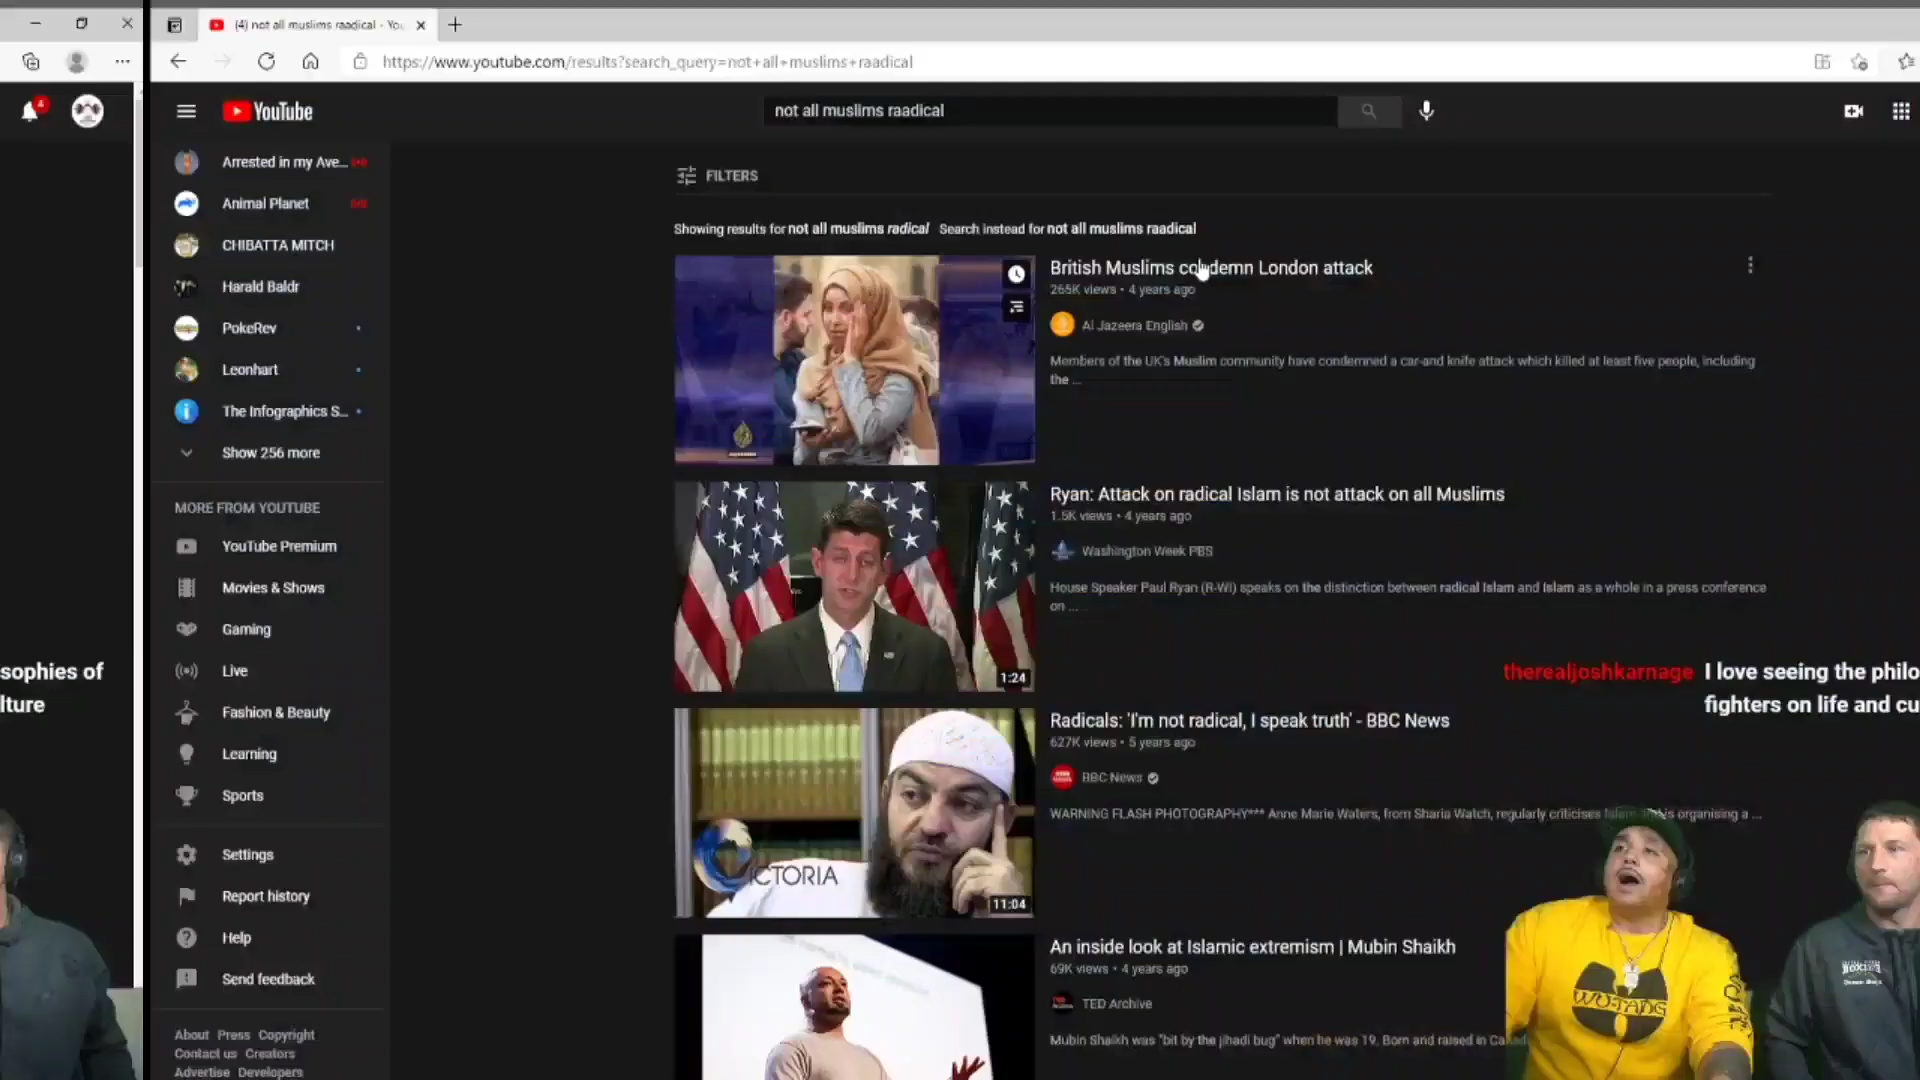 (4) not all muslims raadical - You
https://www.youtube.com/results?search_query=not+all+muslims+raadical
4
YouTube
not all muslims raadical
Arrested in my Ave...
Animal Planet
CHIBATTA MITCH
Harald Baldr
PokeRev
Leonhart
The Infographics S...
Show 256 more
MORE FROM YOUTUBE
YouTube Premium
Movies & Shows
Gaming
Live
Fashion & Beauty
Learning
Sports
Settings
Report history
Help
Send feedback
About Press Copyright
Contact us Creators
Advertise Developers
FILTERS
Showing results for not all muslims radical Search instead for not all muslims raadical
British Muslims condemn London attack
265K views • 4 years ago
Al Jazeera English
Members of the UK's Muslim community have condemned a car-and knife attack which killed at least five people, including
the ...
Ryan: Attack on radical Islam is not attack on all Muslims
1.5K views • 4 years ago
Washington Week PBS
House Speaker Paul Ryan (R-WI) speaks on the distinction between radical Islam and Islam as a whole in a press conference
on ...
1:24
Radicals: 'I'm not radical, I speak truth' - BBC News
627K views • 5 years ago
BBC News
WARNING FLASH PHOTOGRAPHY*** Anne Marie Waters, from Sharia Watch, regularly criticises Islam and is organising a ...
ICTORIA
11:04
An inside look at Islamic extremism | Mubin Shaikh
69K views • 4 years ago
TED Archive
Mubin Shaikh was "bit by the jihadi bug" when he was 19. Born and raised in Canad
sophies of
lture
therealjoshkarnage I love seeing the philo
fighters on life and cu
WU-TANG
BOXING